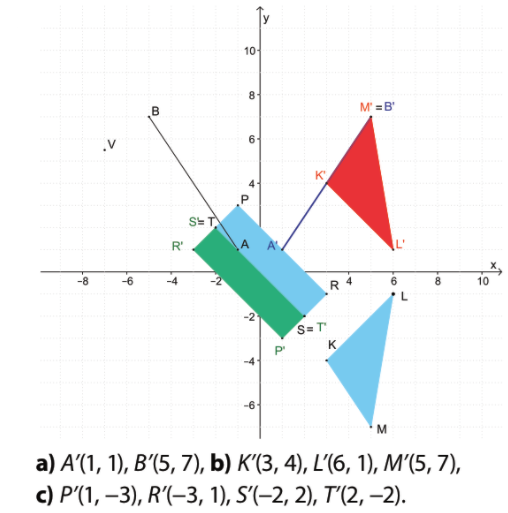 y
10
8
B
M' = B'
V
6
K'
4
P
S'= T
2
R'
A
A'
L'
x
-8
-6
-4
-2
4
6
8
10
R
L
-2
S= T'
P'
K
-4
-6
M
a) A′(1, 1), B′(5, 7), b) K′(3, 4), L′(6, 1), M′(5, 7),
c) P′(1, −3), R′(−3, 1), S′(−2, 2), T′(2, −2).